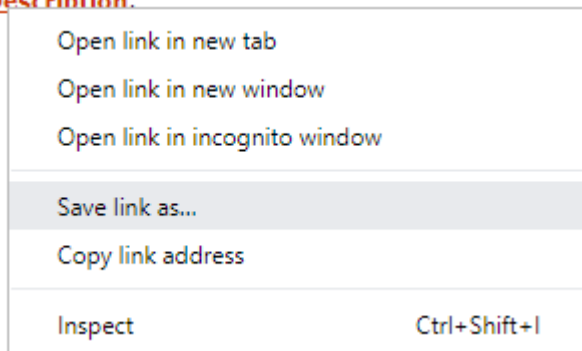 Description.
Open link in new tab
Open link in new window
Open link in incognito window
Save link as...
Copy link address
Inspect Ctrl+Shift+I